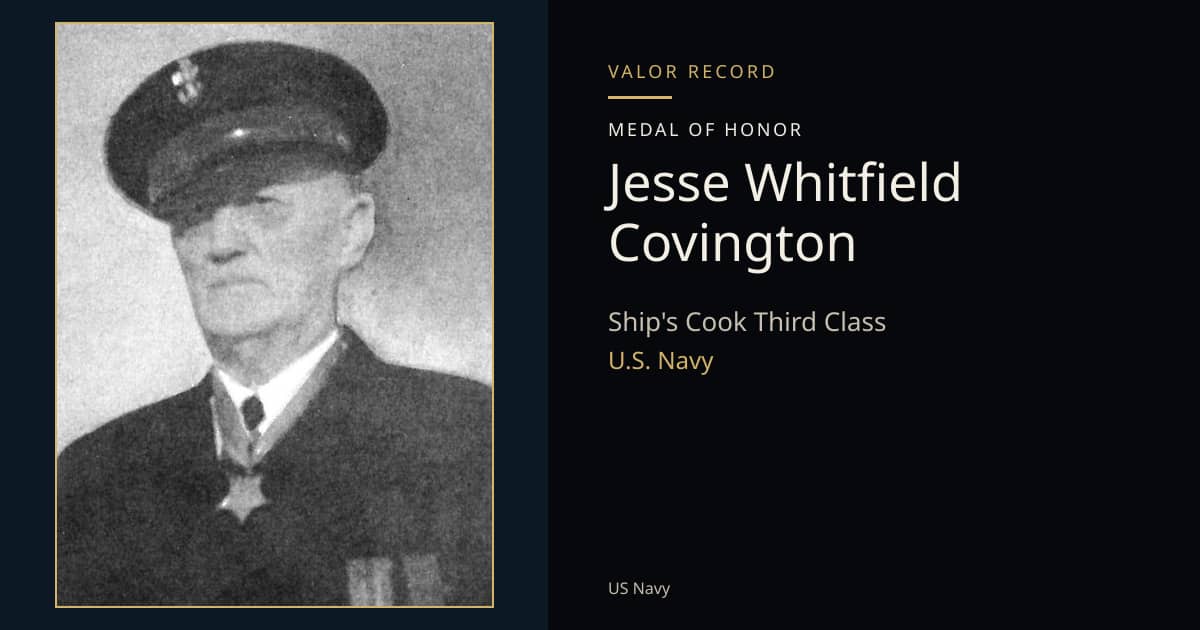 VALOR RECORD
MEDAL OF HONOR
Jesse Whitfield
Covington
Ship's Cook Third Class
U.S. Navy
US Navy